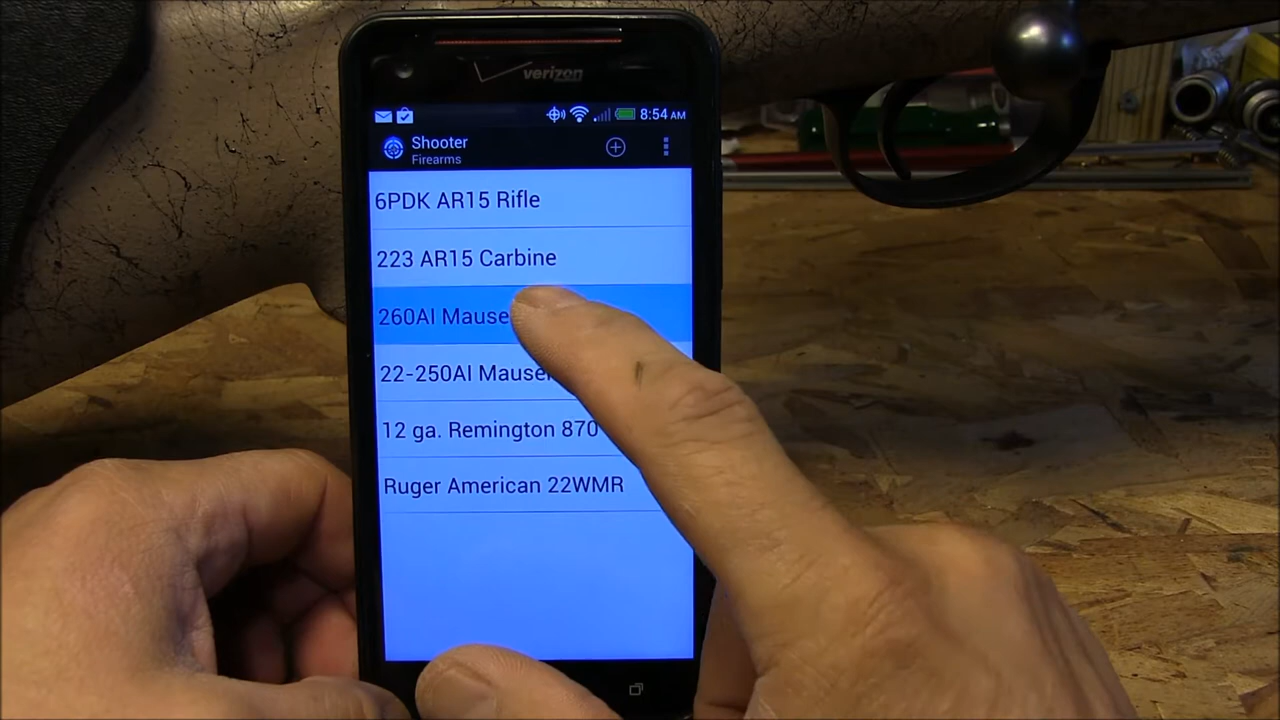 verizon
8:54 AM
Shooter
Firearms
6PDK AR15 Rifle
223 AR15 Carbine
260AI Mause
22-250AI Mauser
12 ga. Remington 870
Ruger American 22WMR